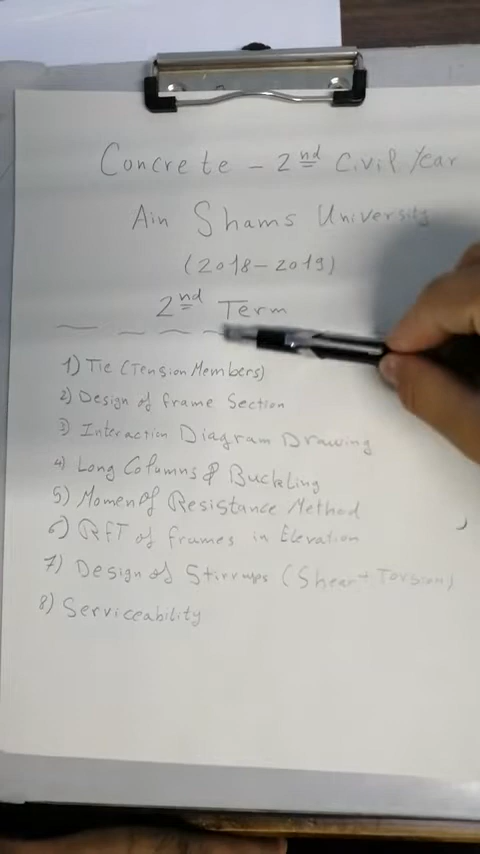 Concrete - 2nd Civil Year
Ain Shams University
(2018-2019)
2nd Term
1) Tie (Tension Members)
2) Design of frame Section
3) Interaction Diagram Drawing
4) Long Columns & Buckling
5) Moment of Resistance Method
6) RFT of frames in Elevation
7) Design of Stirrups (Shear + Torsion)
8) Serviceability